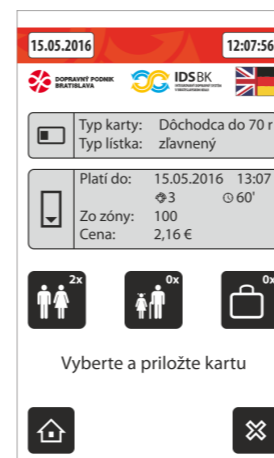 15.05.2016 12:07:56
DOPRAVNÝ PODNIK
BRATISLAVA
IDS BK
Typ karty: Dôchodca do 70 r
Typ lístka: zľavnený
Platí do: 15.05.2016 13:07
3 60'
Zo zóny: 100
Cena: 2,16 €
2x 0x 0x
Vyberte a priložte kartu